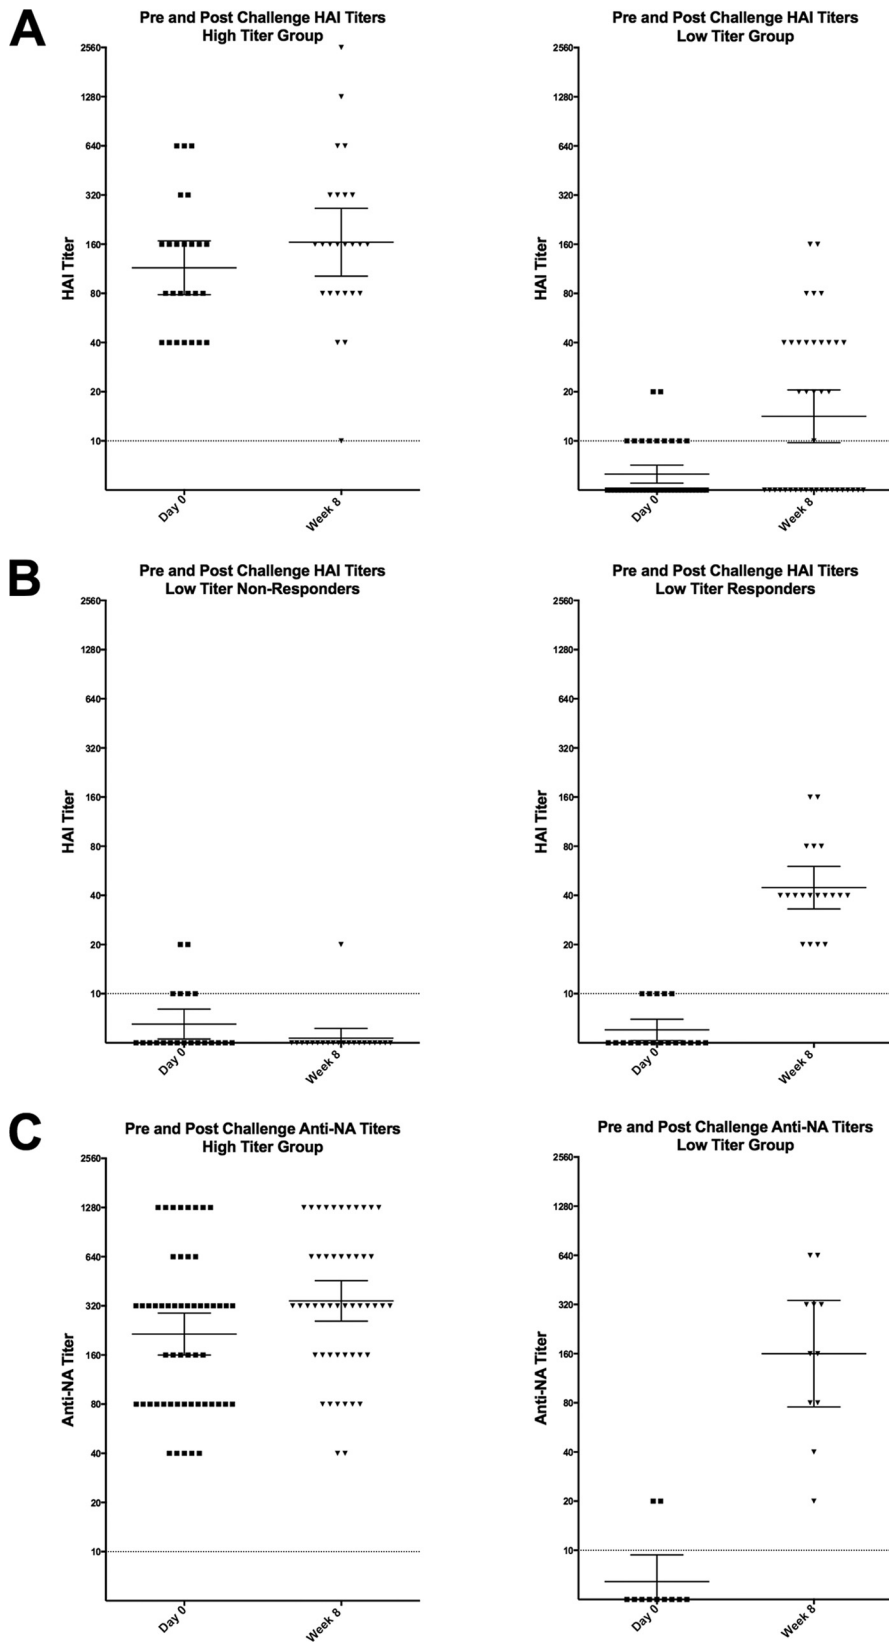 A
Pre and Post Challenge HAI Titers
High Titer Group
HAI Titer
2560
1280
640
320
160
80
40
20
10
Day 0
Week 8
Pre and Post Challenge HAI Titers
Low Titer Group
HAI Titer
2560
1280
640
320
160
80
40
20
10
Day 0
Week 8
B
Pre and Post Challenge HAI Titers
Low Titer Non-Responders
HAI Titer
2560
1280
640
320
160
80
40
20
10
Day 0
Week 8
Pre and Post Challenge HAI Titers
Low Titer Responders
HAI Titer
2560
1280
640
320
160
80
40
20
10
Day 0
Week 8
C
Pre and Post Challenge Anti-NA Titers
High Titer Group
Anti-NA Titer
2560
1280
640
320
160
80
40
20
10
Day 0
Week 8
Pre and Post Challenge Anti-NA Titers
Low Titer Group
Anti-NA Titer
2560
1280
640
320
160
80
40
20
10
Day 0
Week 8